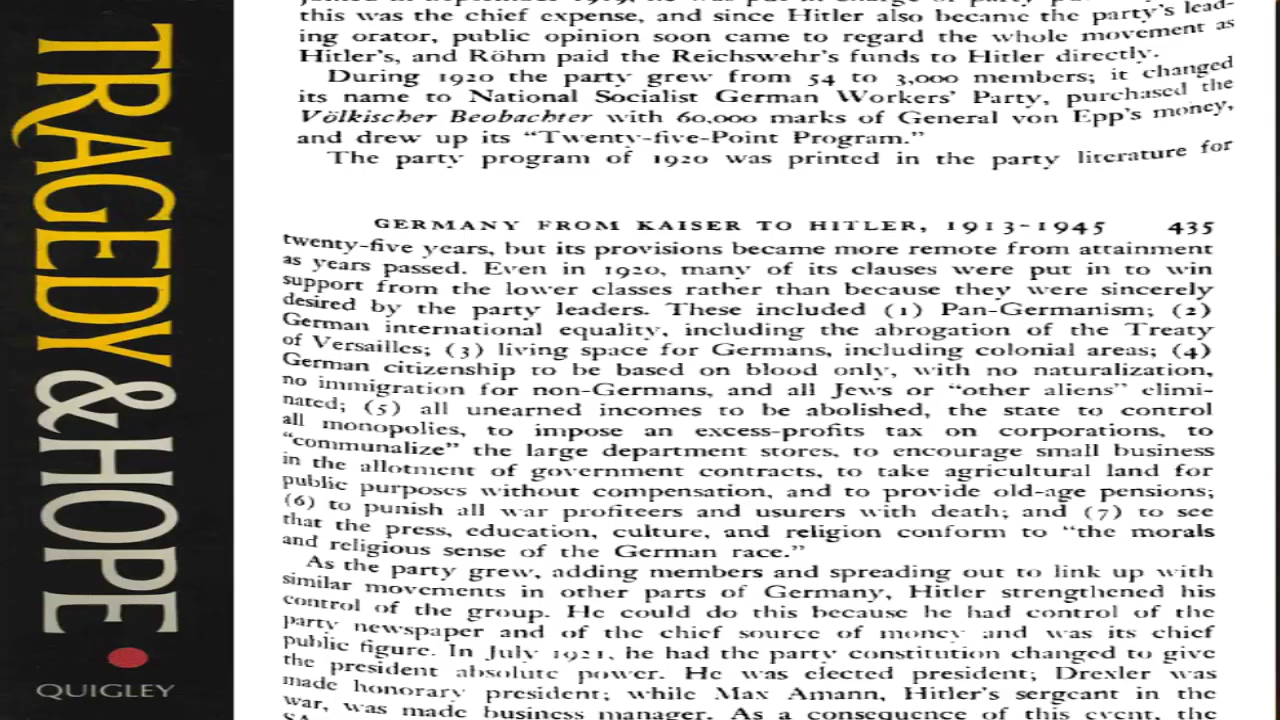 TRAGEDY & HOPE
QUIGLEY
this was the chief expense, and since Hitler also became the party's lead-
ing orator, public opinion soon came to regard the whole movement as
Hitler's, and Röhm paid the Reichswehr's funds to Hitler directly.
During 1920 the party grew from 54 to 3,000 members; it changed
its name to National Socialist German Workers' Party, purchased the
Völkischer Beobachter with 60,000 marks of General von Epp's money,
and drew up its "Twenty-five-Point Program."
The party program of 1920 was printed in the party literature for
GERMANY FROM KAISER TO HITLER, 1913-1945 435
twenty-five years, but its provisions became more remote from attainment
as years passed. Even in 1920, many of its clauses were put in to win
support from the lower classes rather than because they were sincerely
desired by the party leaders. These included (1) Pan-Germanism; (2)
German international equality, including the abrogation of the Treaty
of Versailles; (3) living space for Germans, including colonial areas; (4)
German citizenship to be based on blood only, with no naturalization,
no immigration for non-Germans, and all Jews or "other aliens" elimi-
nated; (5) all unearned incomes to be abolished, the state to control
all monopolies, to impose an excess-profits tax on corporations, to
"communalize" the large department stores, to encourage small business
in the allotment of government contracts, to take agricultural land for
public purposes without compensation, and to provide old-age pensions;
(6) to punish all war profiteers and usurers with death; and (7) to see
that the press, education, culture, and religion conform to "the morals
and religious sense of the German race."
As the party grew, adding members and spreading out to link up with
similar movements in other parts of Germany, Hitler strengthened his
control of the group. He could do this because he had control of the
party newspaper and of the chief source of money and was its chief
public figure. In July 1921, he had the party constitution changed to give
the president absolute power. He was elected president; Drexler was
made honorary president; while Max Amann, Hitler's sergeant in the
war, was made business manager. As a consequence of this event, the